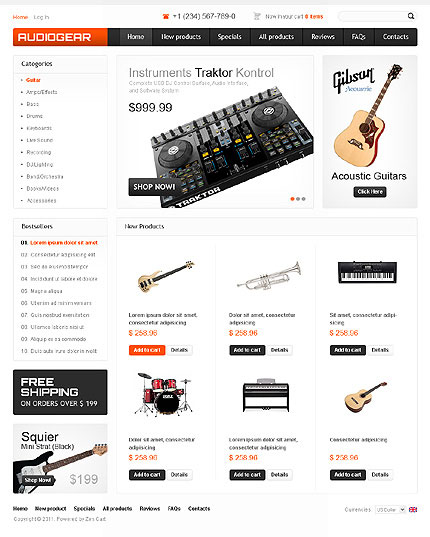 Home Log In
+1 (234) 567-789-0
Now in your cart 0 items
AUDIOGEAR
Home New products Specials All products Reviews FAQs Contacts
Categories
Guitar
Amps/Effects
Bass
Drums
Keyboards
Live Sound
Recording
DJ/Lighting
Band/Orchestra
Books/Videos
Accessories
Instruments Traktor Kontrol
Complete USB DJ Control Surface, Audio Interface,
and Software System
$999.99
SHOP NOW!
TRAKTOR
Gibson
Acoustic
Acoustic Guitars
Click Here
Bestsellers
01. Lorem ipsum dolor sit amet
02. Consectetur adipisicing elit
03. Sed do eiusmod tempor
04. Incididunt ut labore et dolore
05. Magna aliqua
06. Utenim ad minim veniam
07. Quis nostrud exercitation
08. Ullamco laboris nisi ut
09. Aliquip ex ea commodo
10. Duis aute irure dolor in velit
New Products
Lorem ipsum dolor sit amet,
consectetur adipisicing
$ 258.96
Add to cart Details
Dolor sit amet, consectetur
adipisicing
$ 258.96
Add to cart Details
Sit amet, consectetur adipi-
sicing
$ 258.96
Add to cart Details
Dolor sit amet, consectetur
adipisicing
$ 258.96
Add to cart Details
Lorem ipsum dolor sit amet,
consectetur adipisicing
$ 258.96
Add to cart Details
Consectetur adipisicing
$ 258.96
Add to cart Details
FREE
SHIPPING
ON ORDERS OVER $ 199
Squier
Mini Strat (Black)
Shop Now!
$199
Home New product Specials All products Reviews FAQs Contacts
Copyright © 2011. Powered by Zen Cart
Currencies: US Dollar